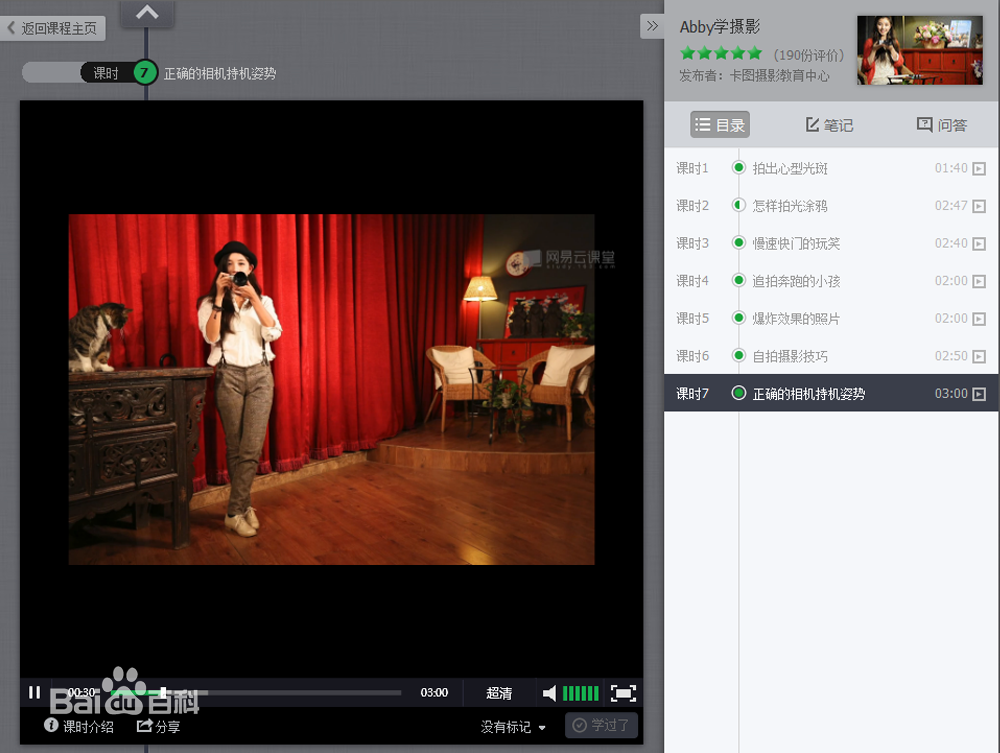 返回课程主页
课时 7 正确的相机持机姿势
网易云课堂
study.163.com
00:30
03:00
超清
Bai du 百科
课时介绍
分享
没有标记
学过了
Abby学摄影
(190份评价)
发布者：卡图摄影教育中心
目录
笔记
问答
课时1 拍出心型光斑 01:40
课时2 怎样拍光涂鸦 02:47
课时3 慢速快门的玩笑 02:40
课时4 追拍奔跑的小孩 02:00
课时5 爆炸效果的照片 02:00
课时6 自拍摄影技巧 02:50
课时7 正确的相机持机姿势 03:00